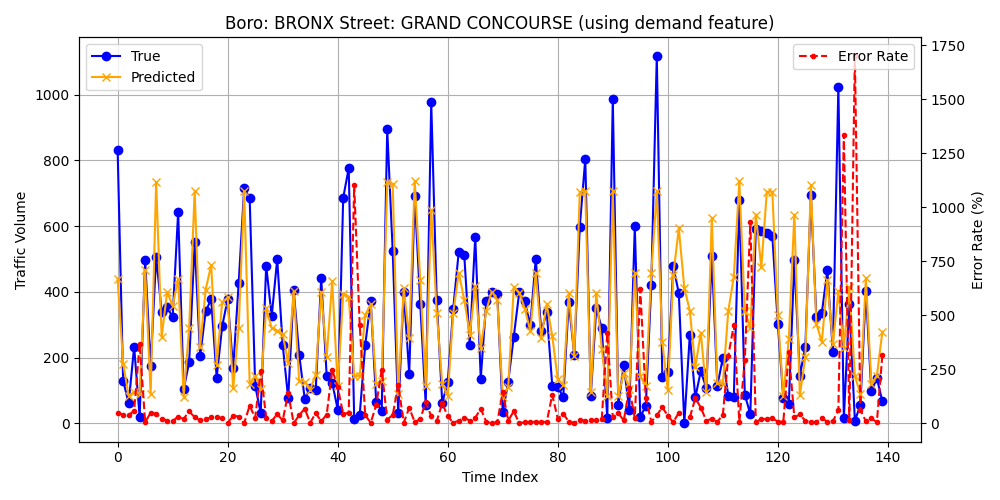 Boro: BRONX Street: GRAND CONCOURSE (using demand feature)
True
Predicted
Error Rate
Traffic Volume
0
200
400
600
800
1000
Error Rate (%)
0
250
500
750
1000
1250
1500
1750
0 20 40 60 80 100 120 140
Time Index